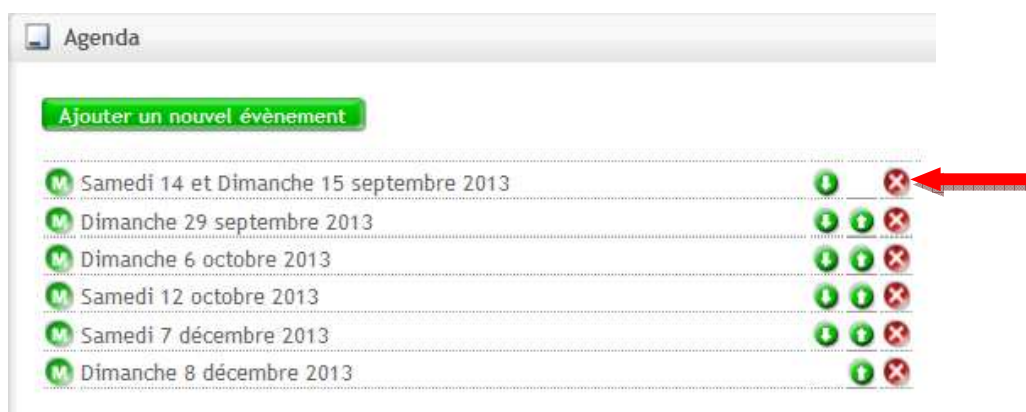 Agenda
Ajouter un nouvel évènement
M Samedi 14 et Dimanche 15 septembre 2013
M Dimanche 29 septembre 2013
M Dimanche 6 octobre 2013
M Samedi 12 octobre 2013
M Samedi 7 décembre 2013
M Dimanche 8 décembre 2013